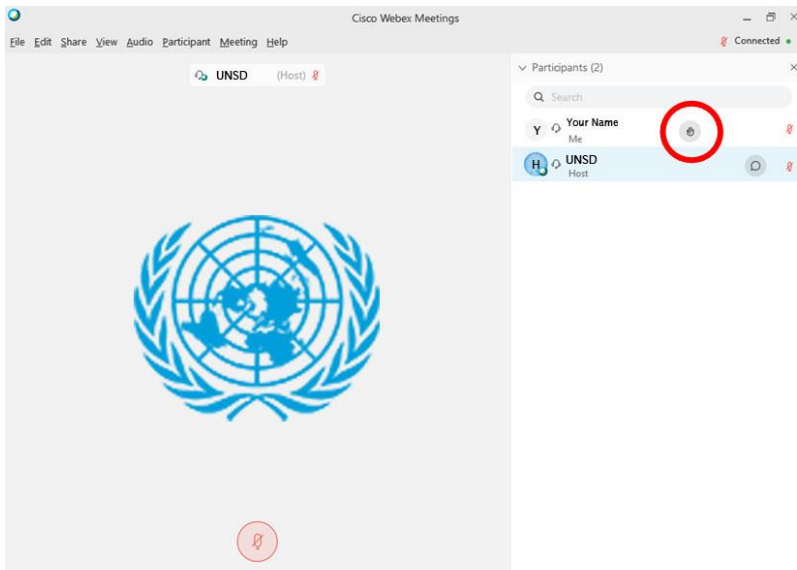 Cisco Webex Meetings
File Edit Share View Audio Participant Meeting Help
Connected
UNSD (Host)
Participants (2)
Search
Y Your Name
Me
H UNSD
Host